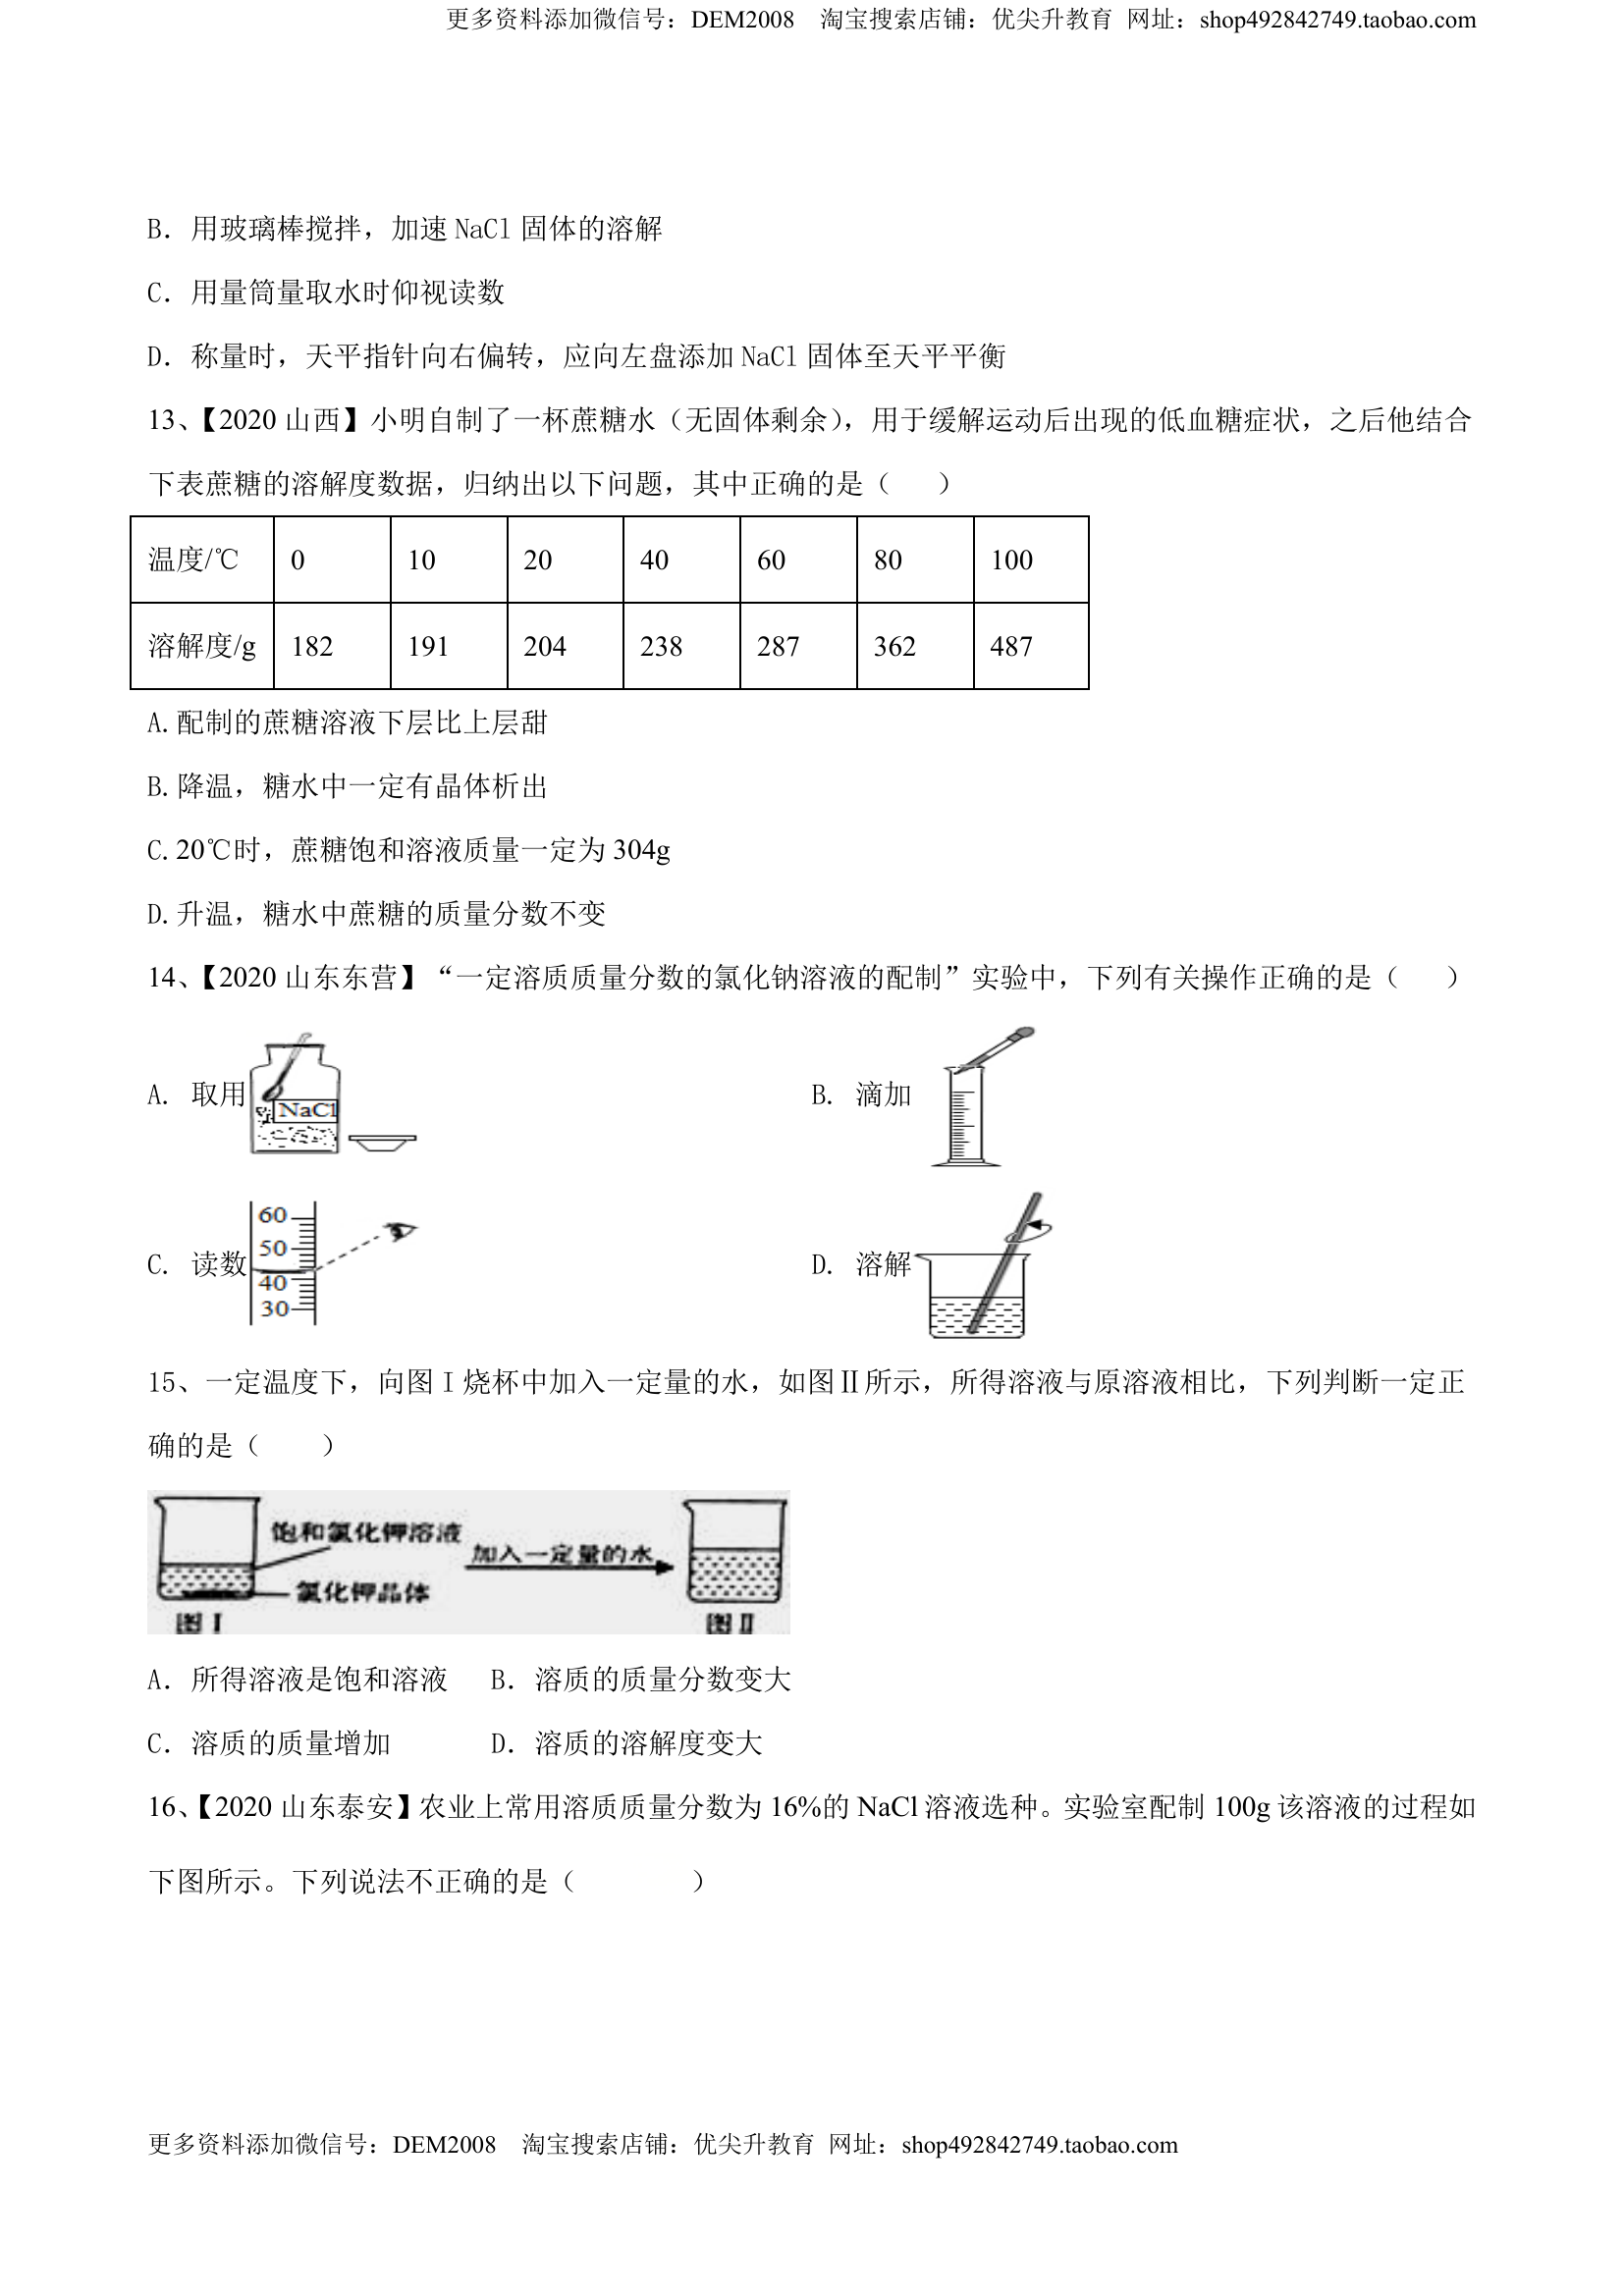 更多资料添加微信号：DEM2008 淘宝搜索店铺：优尖升教育 网址：shop492842749.taobao.com
B．用玻璃棒搅拌，加速 NaCl 固体的溶解
C．用量筒量取水时仰视读数
D．称量时，天平指针向右偏转，应向左盘添加 NaCl 固体至天平平衡
13、【2020 山西】小明自制了一杯蔗糖水（无固体剩余），用于缓解运动后出现的低血糖症状，之后他结合
下表蔗糖的溶解度数据，归纳出以下问题，其中正确的是（ ）
温度/℃ 0 10 20 40 60 80 100
溶解度/g 182 191 204 238 287 362 487
A.配制的蔗糖溶液下层比上层甜
B.降温，糖水中一定有晶体析出
C.20℃时，蔗糖饱和溶液质量一定为 304g
D.升温，糖水中蔗糖的质量分数不变
14、【2020 山东东营】“一定溶质质量分数的氯化钠溶液的配制”实验中，下列有关操作正确的是（ ）
A. 取用 NaCl B. 滴加
C. 读数 60 50 40 30 D. 溶解
15、一定温度下，向图 I 烧杯中加入一定量的水，如图Ⅱ所示，所得溶液与原溶液相比，下列判断一定正
确的是（ ）
饱和氯化钾溶液
加入一定量的水
氯化钾晶体
图Ⅰ 图Ⅱ
A．所得溶液是饱和溶液 B．溶质的质量分数变大
C．溶质的质量增加 D．溶质的溶解度变大
16、【2020 山东泰安】农业上常用溶质质量分数为 16%的 NaCl 溶液选种。实验室配制 100g 该溶液的过程如
下图所示。下列说法不正确的是（ ）
更多资料添加微信号：DEM2008 淘宝搜索店铺：优尖升教育 网址：shop492842749.taobao.com